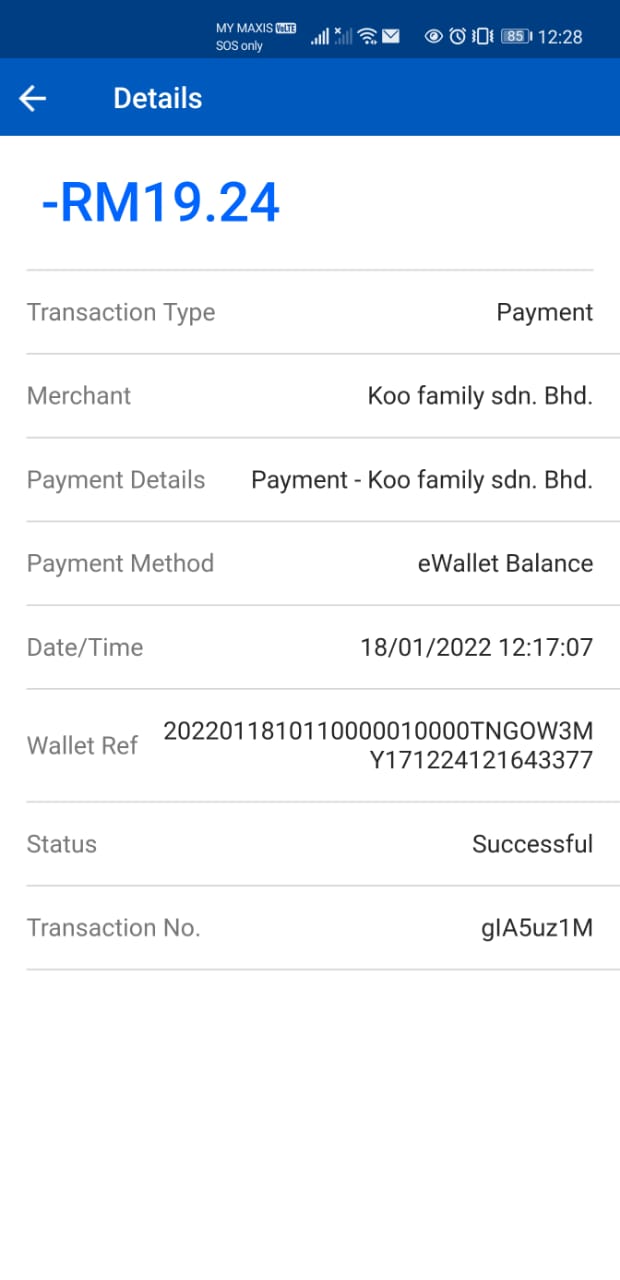 MY MAXIS VoLTE
SOS only
85 12:28
Details
-RM19.24
Transaction Type Payment
Merchant Koo family sdn. Bhd.
Payment Details Payment - Koo family sdn. Bhd.
Payment Method eWallet Balance
Date/Time 18/01/2022 12:17:07
Wallet Ref 20220118101110000010000TNGOW3M
Y171224121643377
Status Successful
Transaction No. gIA5uz1M